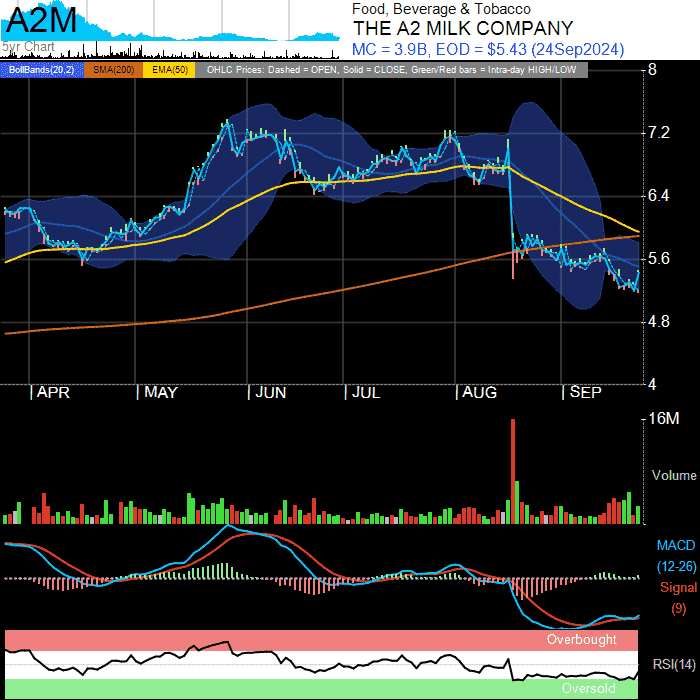 A2M
5yr Chart
Food, Beverage & Tobacco
THE A2 MILK COMPANY
MC = 3.9B, EOD = $5.43 (24Sep2024)
BollBands(20,2) SMA(200) EMA(50) OHLC Prices: Dashed = OPEN, Solid = CLOSE, Green/Red bars = Intra-day HIGH/LOW
8
7.2
6.4
5.6
4.8
4
APR MAY JUN JUL AUG SEP
16M
Volume
MACD
(12-26)
Signal
(9)
Overbought
RSI(14)
Oversold